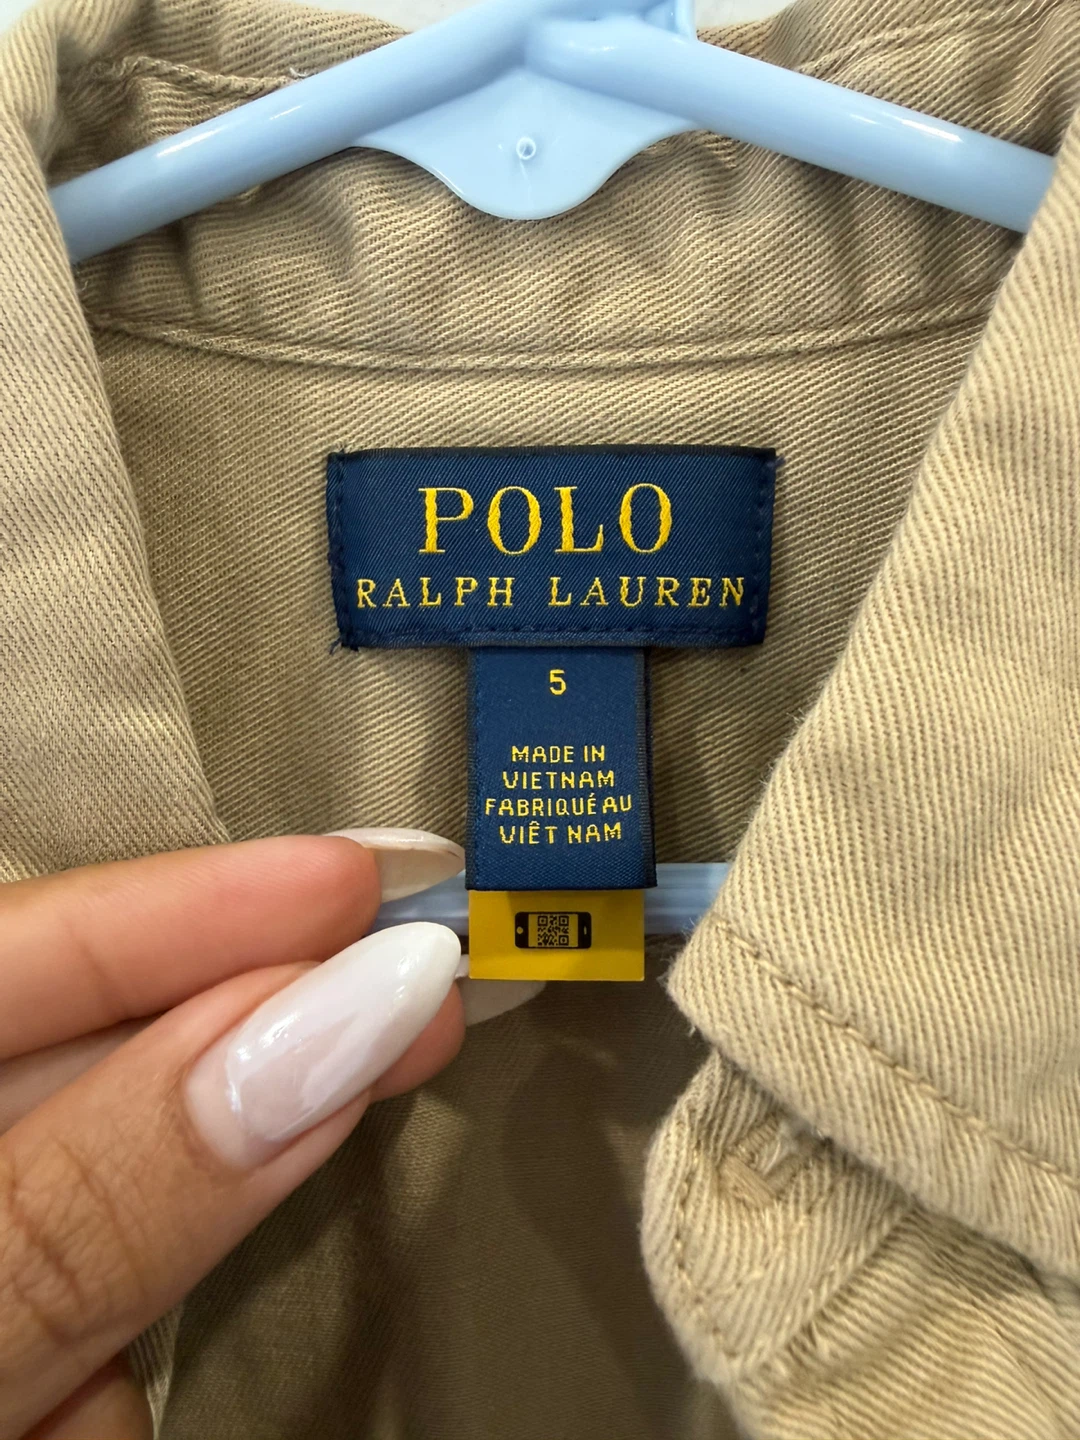 POLO
RALPH LAUREN
5
MADE IN
VIETNAM
FABRIQUÉ AU
VIÊT NAM